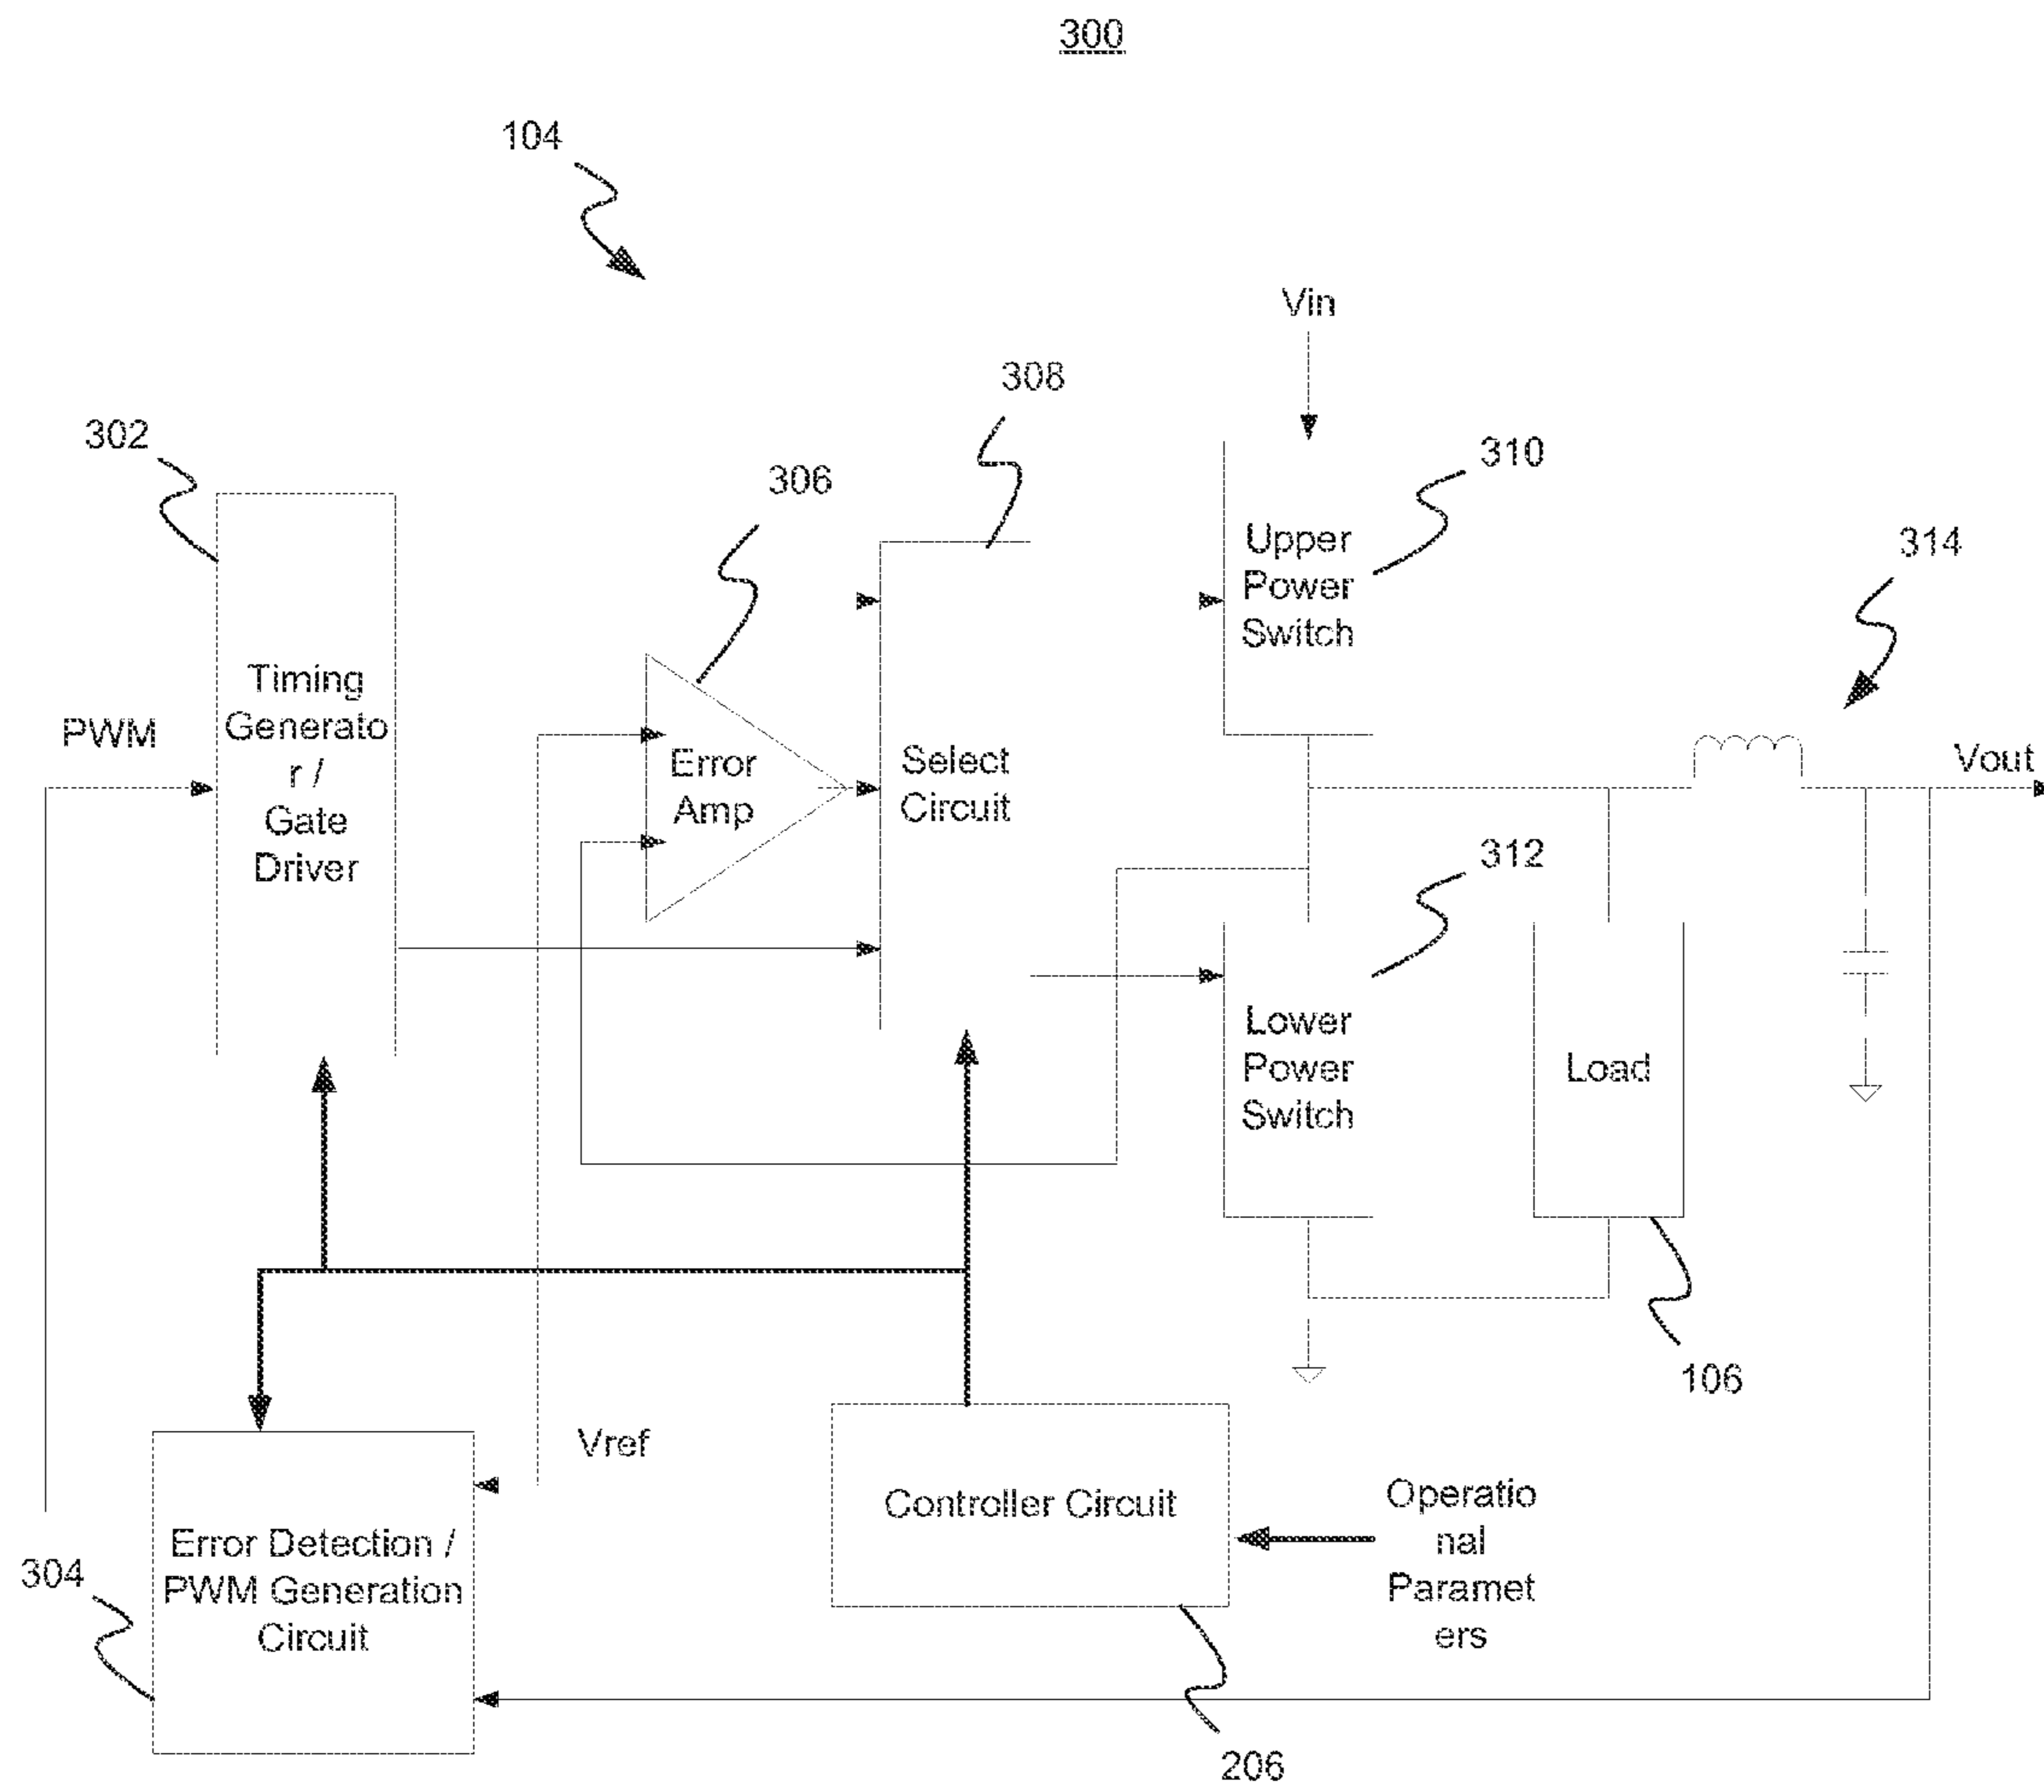 300
104
Vin
308
302
310
306
Upper
Power
Switch
314
Timing
Generato
r /
Gate
Driver
PWM
Error
Amp
Select
Circuit
Vout
312
Lower
Power
Switch
Load
106
Vref
Controller Circuit
Operatio
nal
Paramet
ers
Error Detection /
PWM Generation
Circuit
304
206